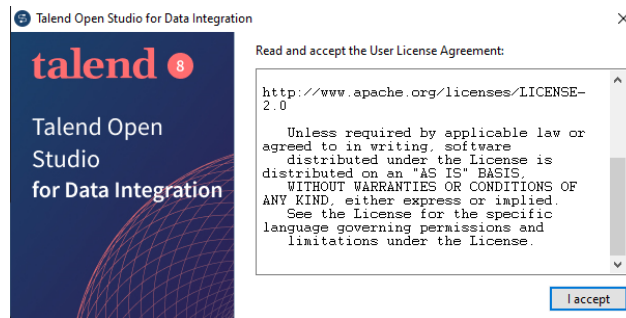 Talend Open Studio for Data Integration
talend 8
Talend Open
Studio
for Data Integration
Read and accept the User License Agreement:
http://www.apache.org/licenses/LICENSE-
2.0
Unless required by applicable law or
agreed to in writing, software
distributed under the License is
distributed on an "AS IS" BASIS,
WITHOUT WARRANTIES OR CONDITIONS OF
ANY KIND, either express or implied.
See the License for the specific
language governing permissions and
limitations under the License.
I accept